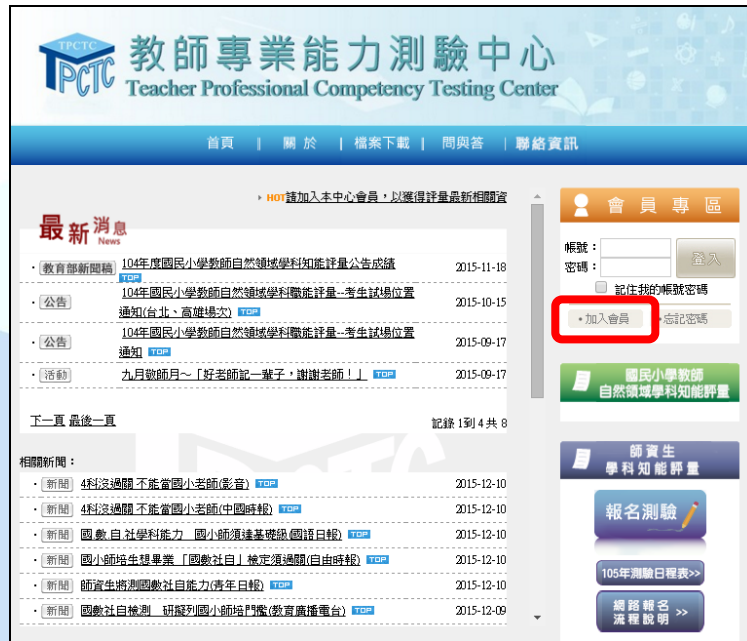 TPCTC
TPCTC
教師專業能力測驗中心
Teacher Professional Competency Testing Center
首頁 | 關於 | 檔案下載 | 問與答 | 聯絡資訊
HOT請加入本中心會員，以獲得評量最新相關資
最新消息
News
・教育部新聞稿 104年度國民小學教師自然領域學科知能評量公告成績 TOP 2015-11-18
・公告 104年國民小學教師自然領域學科職能評量--考生試場位置
通知(台北、高雄場次) TOP 2015-10-15
・公告 104年國民小學教師自然領域學科職能評量--考生試場位置
通知 TOP 2015-09-17
・活動 九月敬師月～「好老師記一輩子，謝謝老師！」 TOP 2015-09-17
下一頁 最後一頁 記錄 1到 4 共 8
相關新聞：
・新聞 4科沒過關 不能當國小老師(影音) TOP 2015-12-10
・新聞 4科沒過關 不能當國小老師(中國時報) TOP 2015-12-10
・新聞 國.數.自.社學科能力 國小師須達基礎級(國語日報) TOP 2015-12-10
・新聞 國小師培生想畢業 「國數社自」檢定須過關(自由時報) TOP 2015-12-10
・新聞 師資生將測國數社自能力(青年日報) TOP 2015-12-10
・新聞 國數社自檢測 研擬列國小師培門檻(教育廣播電台) TOP 2015-12-09
會員專區
帳號：
密碼：
登入
記住我的帳號密碼
・加入會員 ・忘記密碼
國民小學教師
自然領域學科知能評量
師資生
學科知能評量
報名測驗
105年測驗日程表>>
網路報名
流程說明 >>